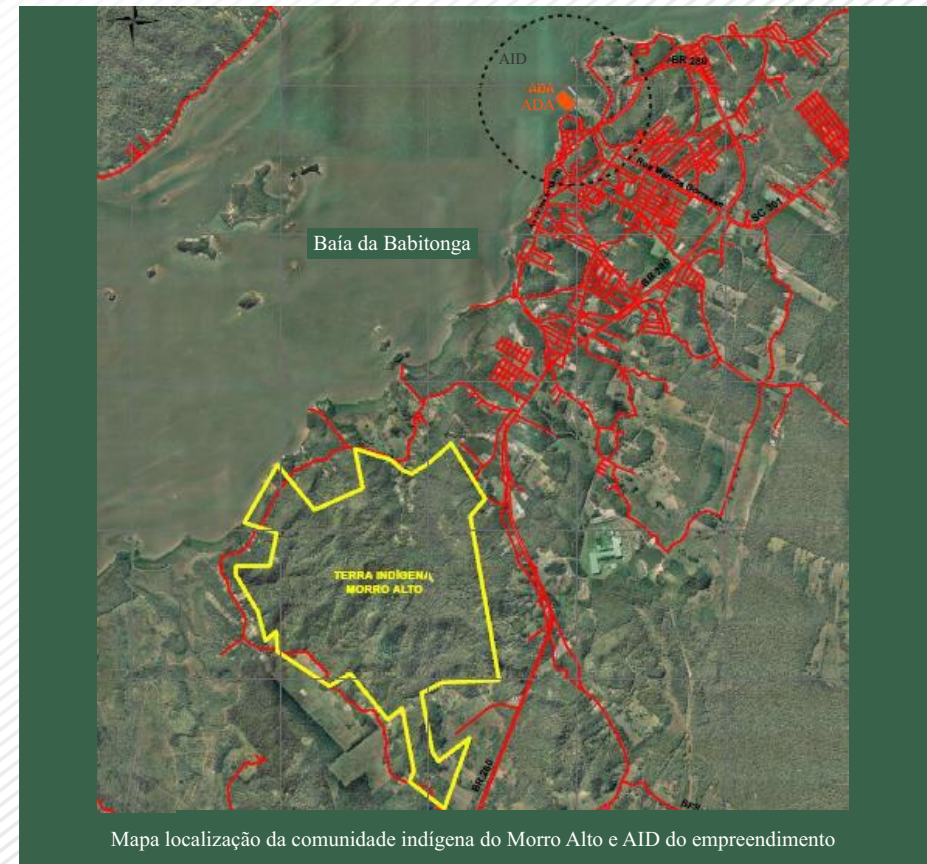 AID
BR 280
ADA
ADA
SC 301
Baía da Babitonga
BR 280
TERRA INDÍGENA
MORRO ALTO
BR 280
Mapa localização da comunidade indígena do Morro Alto e AID do empreendimento